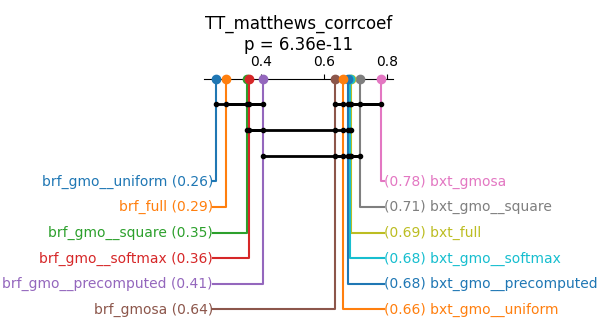 TT_matthews_corrcoef
p = 6.36e-11
0.4 0.6 0.8
brf_gmo__uniform (0.26)
(0.78) bxt_gmosa
brf_full (0.29)
(0.71) bxt_gmo__square
brf_gmo__square (0.35)
(0.69) bxt_full
brf_gmo__softmax (0.36)
(0.68) bxt_gmo__softmax
brf_gmo__precomputed (0.41)
(0.68) bxt_gmo__precomputed
brf_gmosa (0.64)
(0.66) bxt_gmo__uniform